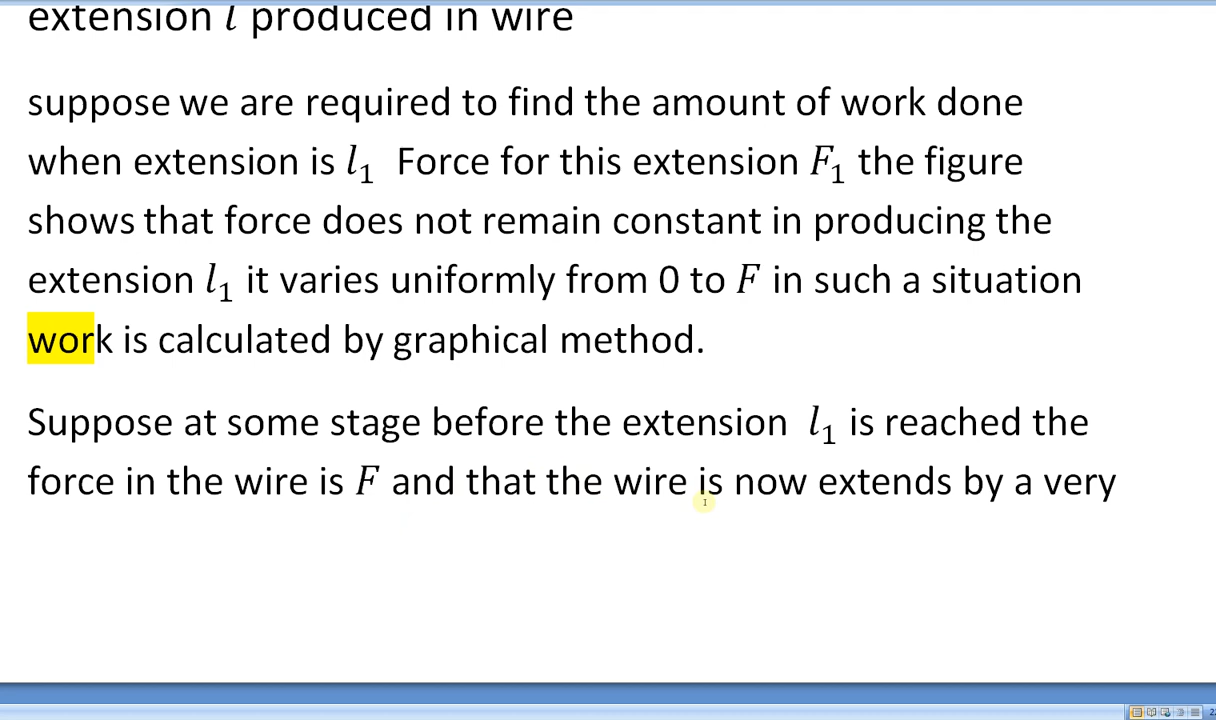 extension l produced in wire
suppose we are required to find the amount of work done
when extension is l₁ Force for this extension F₁ the figure
shows that force does not remain constant in producing the
extension l₁ it varies uniformly from 0 to F in such a situation
work is calculated by graphical method.
Suppose at some stage before the extension l₁ is reached the
force in the wire is F and that the wire is now extends by a very